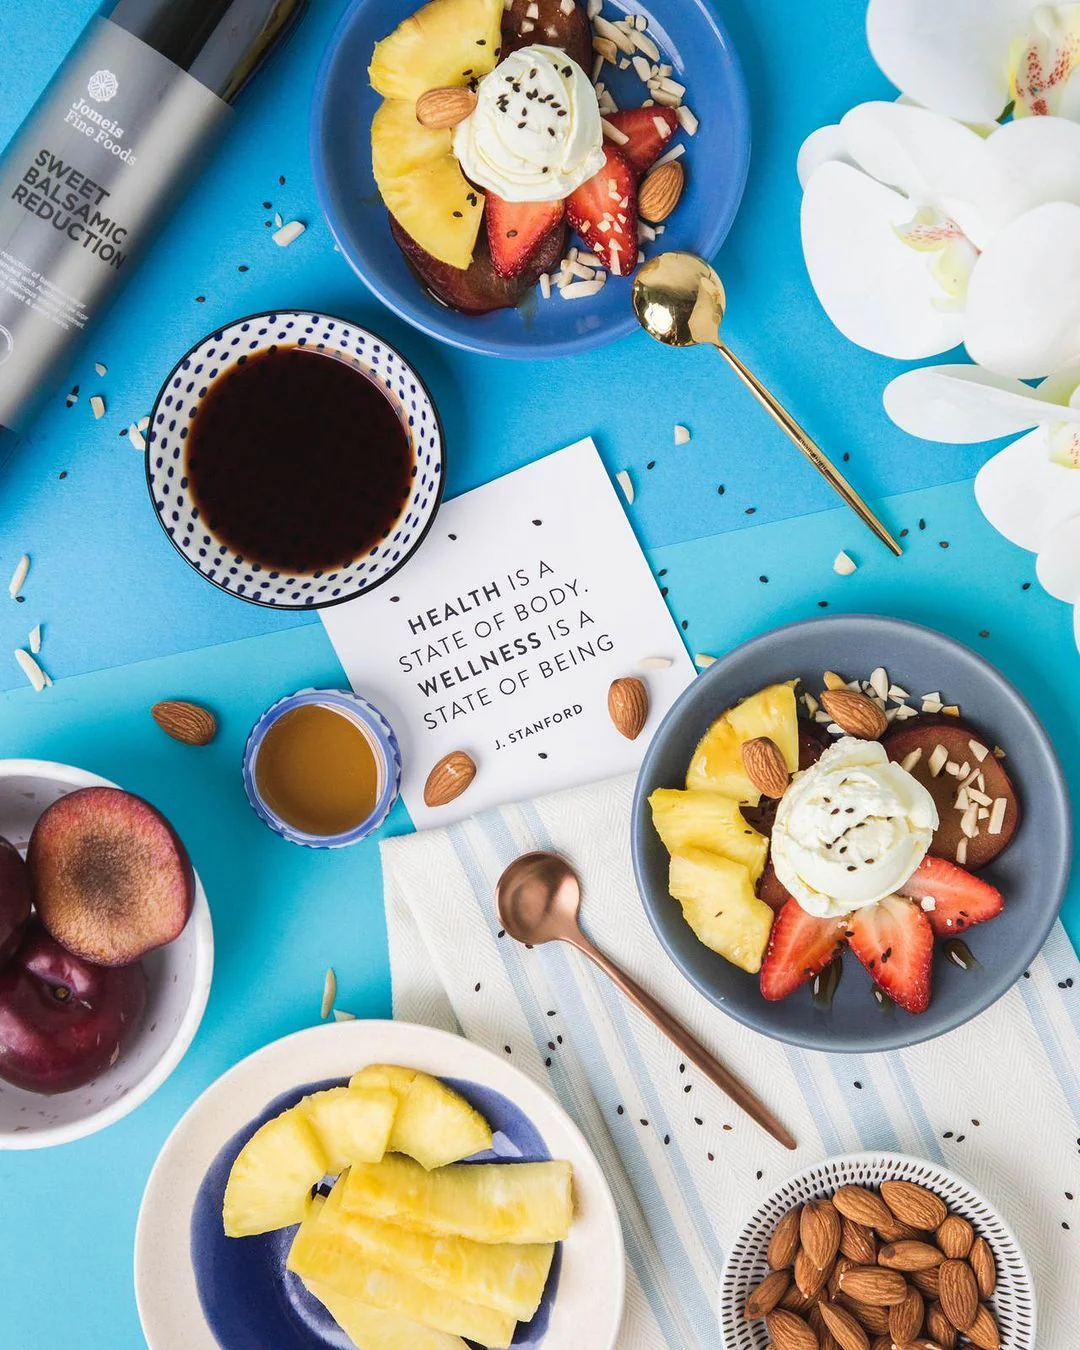 Jomeis
Fine Foods
SWEET
BALSAMIC
REDUCTION
HEALTH IS A
STATE OF BODY.
WELLNESS IS A
STATE OF BEING
J. STANFORD